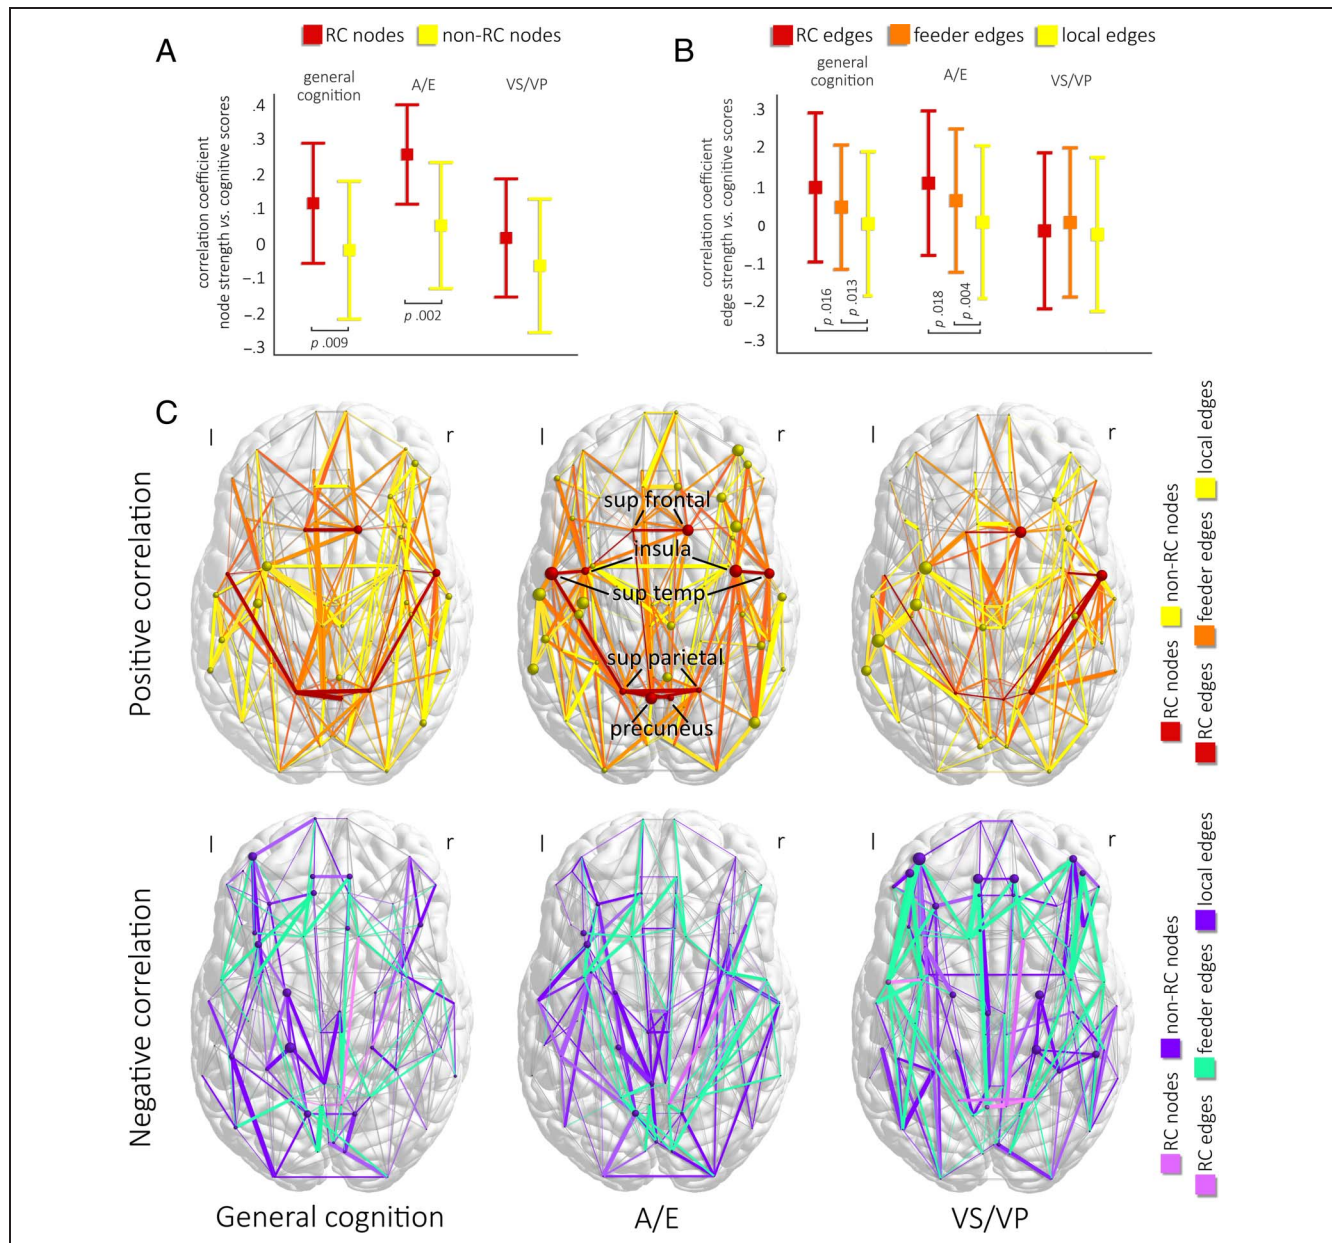 A
RC nodes
non-RC nodes
general
cognition
A/E
VS/VP
correlation coefficient
node strength vs. cognitive scores
.4
.3
.2
.1
0
–.1
–.2
–.3
p .009
p .002
B
RC edges
feeder edges
local edges
general
cognition
A/E
VS/VP
correlation coefficient
edge strength vs. cognitive scores
.3
.2
.1
0
–.1
–.2
–.3
p .016
p .013
p .018
p .004
C
Positive correlation
l
r
l
r
l
r
sup frontal
insula
sup temp
sup parietal
precuneus
RC nodes
non-RC nodes
RC edges
feeder edges
local edges
Negative correlation
l
r
l
r
l
r
RC nodes
non-RC nodes
RC edges
feeder edges
local edges
General cognition
A/E
VS/VP